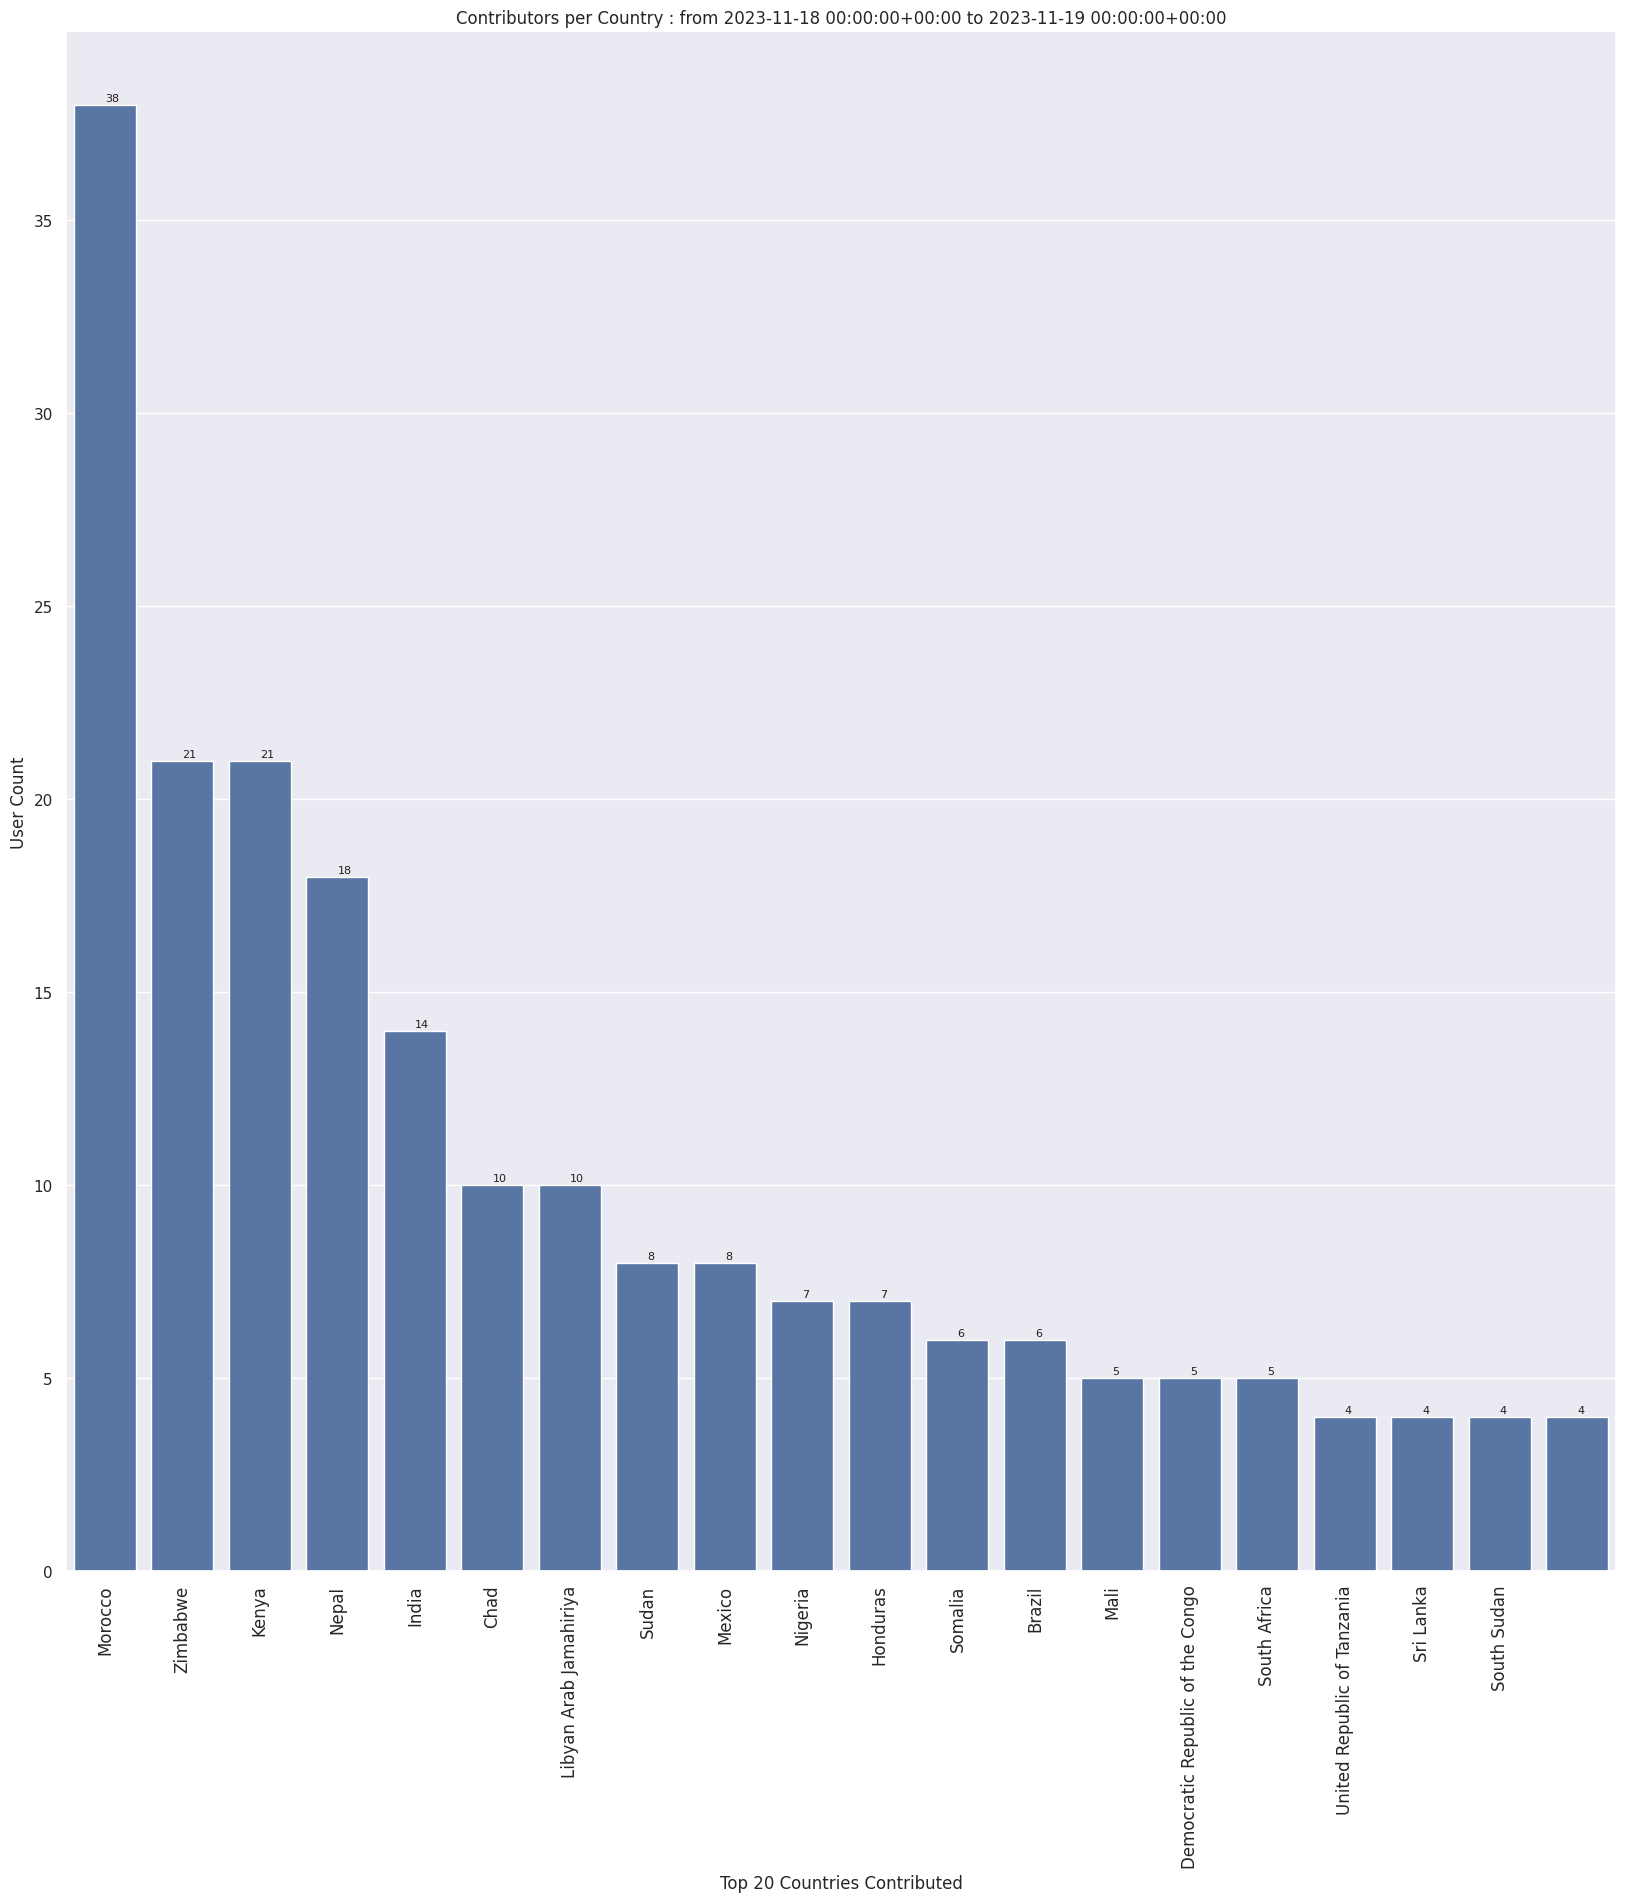 Contributors per Country : from 2023-11-18 00:00:00+00:00 to 2023-11-19 00:00:00+00:00
User Count
35
30
25
20
15
10
5
0
38
21
21
18
14
10
10
8
8
7
7
6
6
5
5
5
4
4
4
4
Morocco
Zimbabwe
Kenya
Nepal
India
Chad
Libyan Arab Jamahiriya
Sudan
Mexico
Nigeria
Honduras
Somalia
Brazil
Mali
Democratic Republic of the Congo
South Africa
United Republic of Tanzania
Sri Lanka
South Sudan
Top 20 Countries Contributed